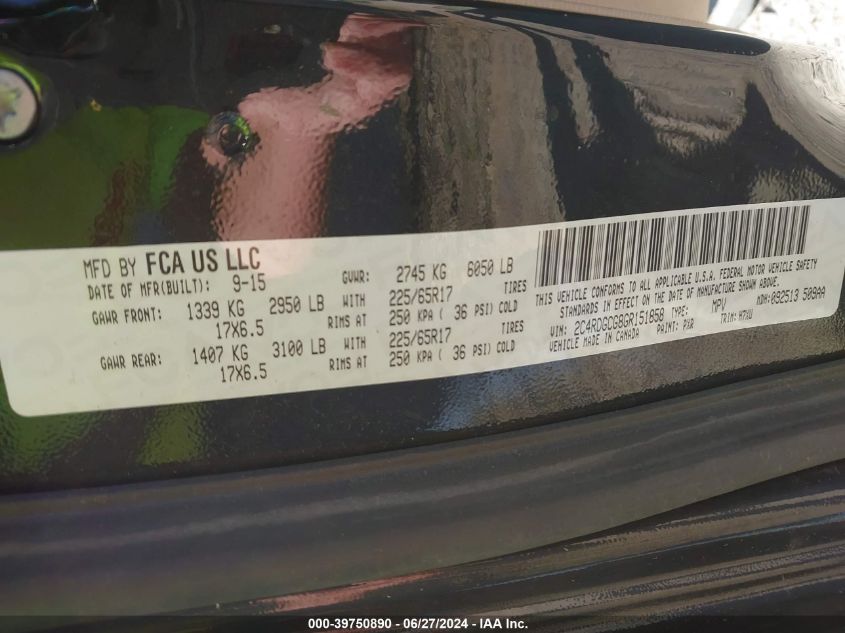 MFD BY FCA US LLC
DATE OF MFR(BUILT): 9-15 GVWR: 2745 KG 6050 LB
GAWR FRONT: 1339 KG 2950 LB WITH 225/65R17 TIRES
17X6.5 RIMS AT 250 KPA ( 36 PSI) COLD
GAWR REAR: 1407 KG 3100 LB WITH 225/65R17 TIRES
17X6.5 RIMS AT 250 KPA ( 36 PSI) COLD
THIS VEHICLE CONFORMS TO ALL APPLICABLE U.S.A. FEDERAL MOTOR VEHICLE SAFETY
STANDARDS IN EFFECT ON THE DATE OF MANUFACTURE SHOWN ABOVE.
VIN: 2C4RDGCG8GR151858 TYPE: MPV MDH: 092513 509AA
VEHICLE MADE IN CANADA PAINT: PXR TRIM:
000-39750890 — 06/27/2024 — IAA Inc.